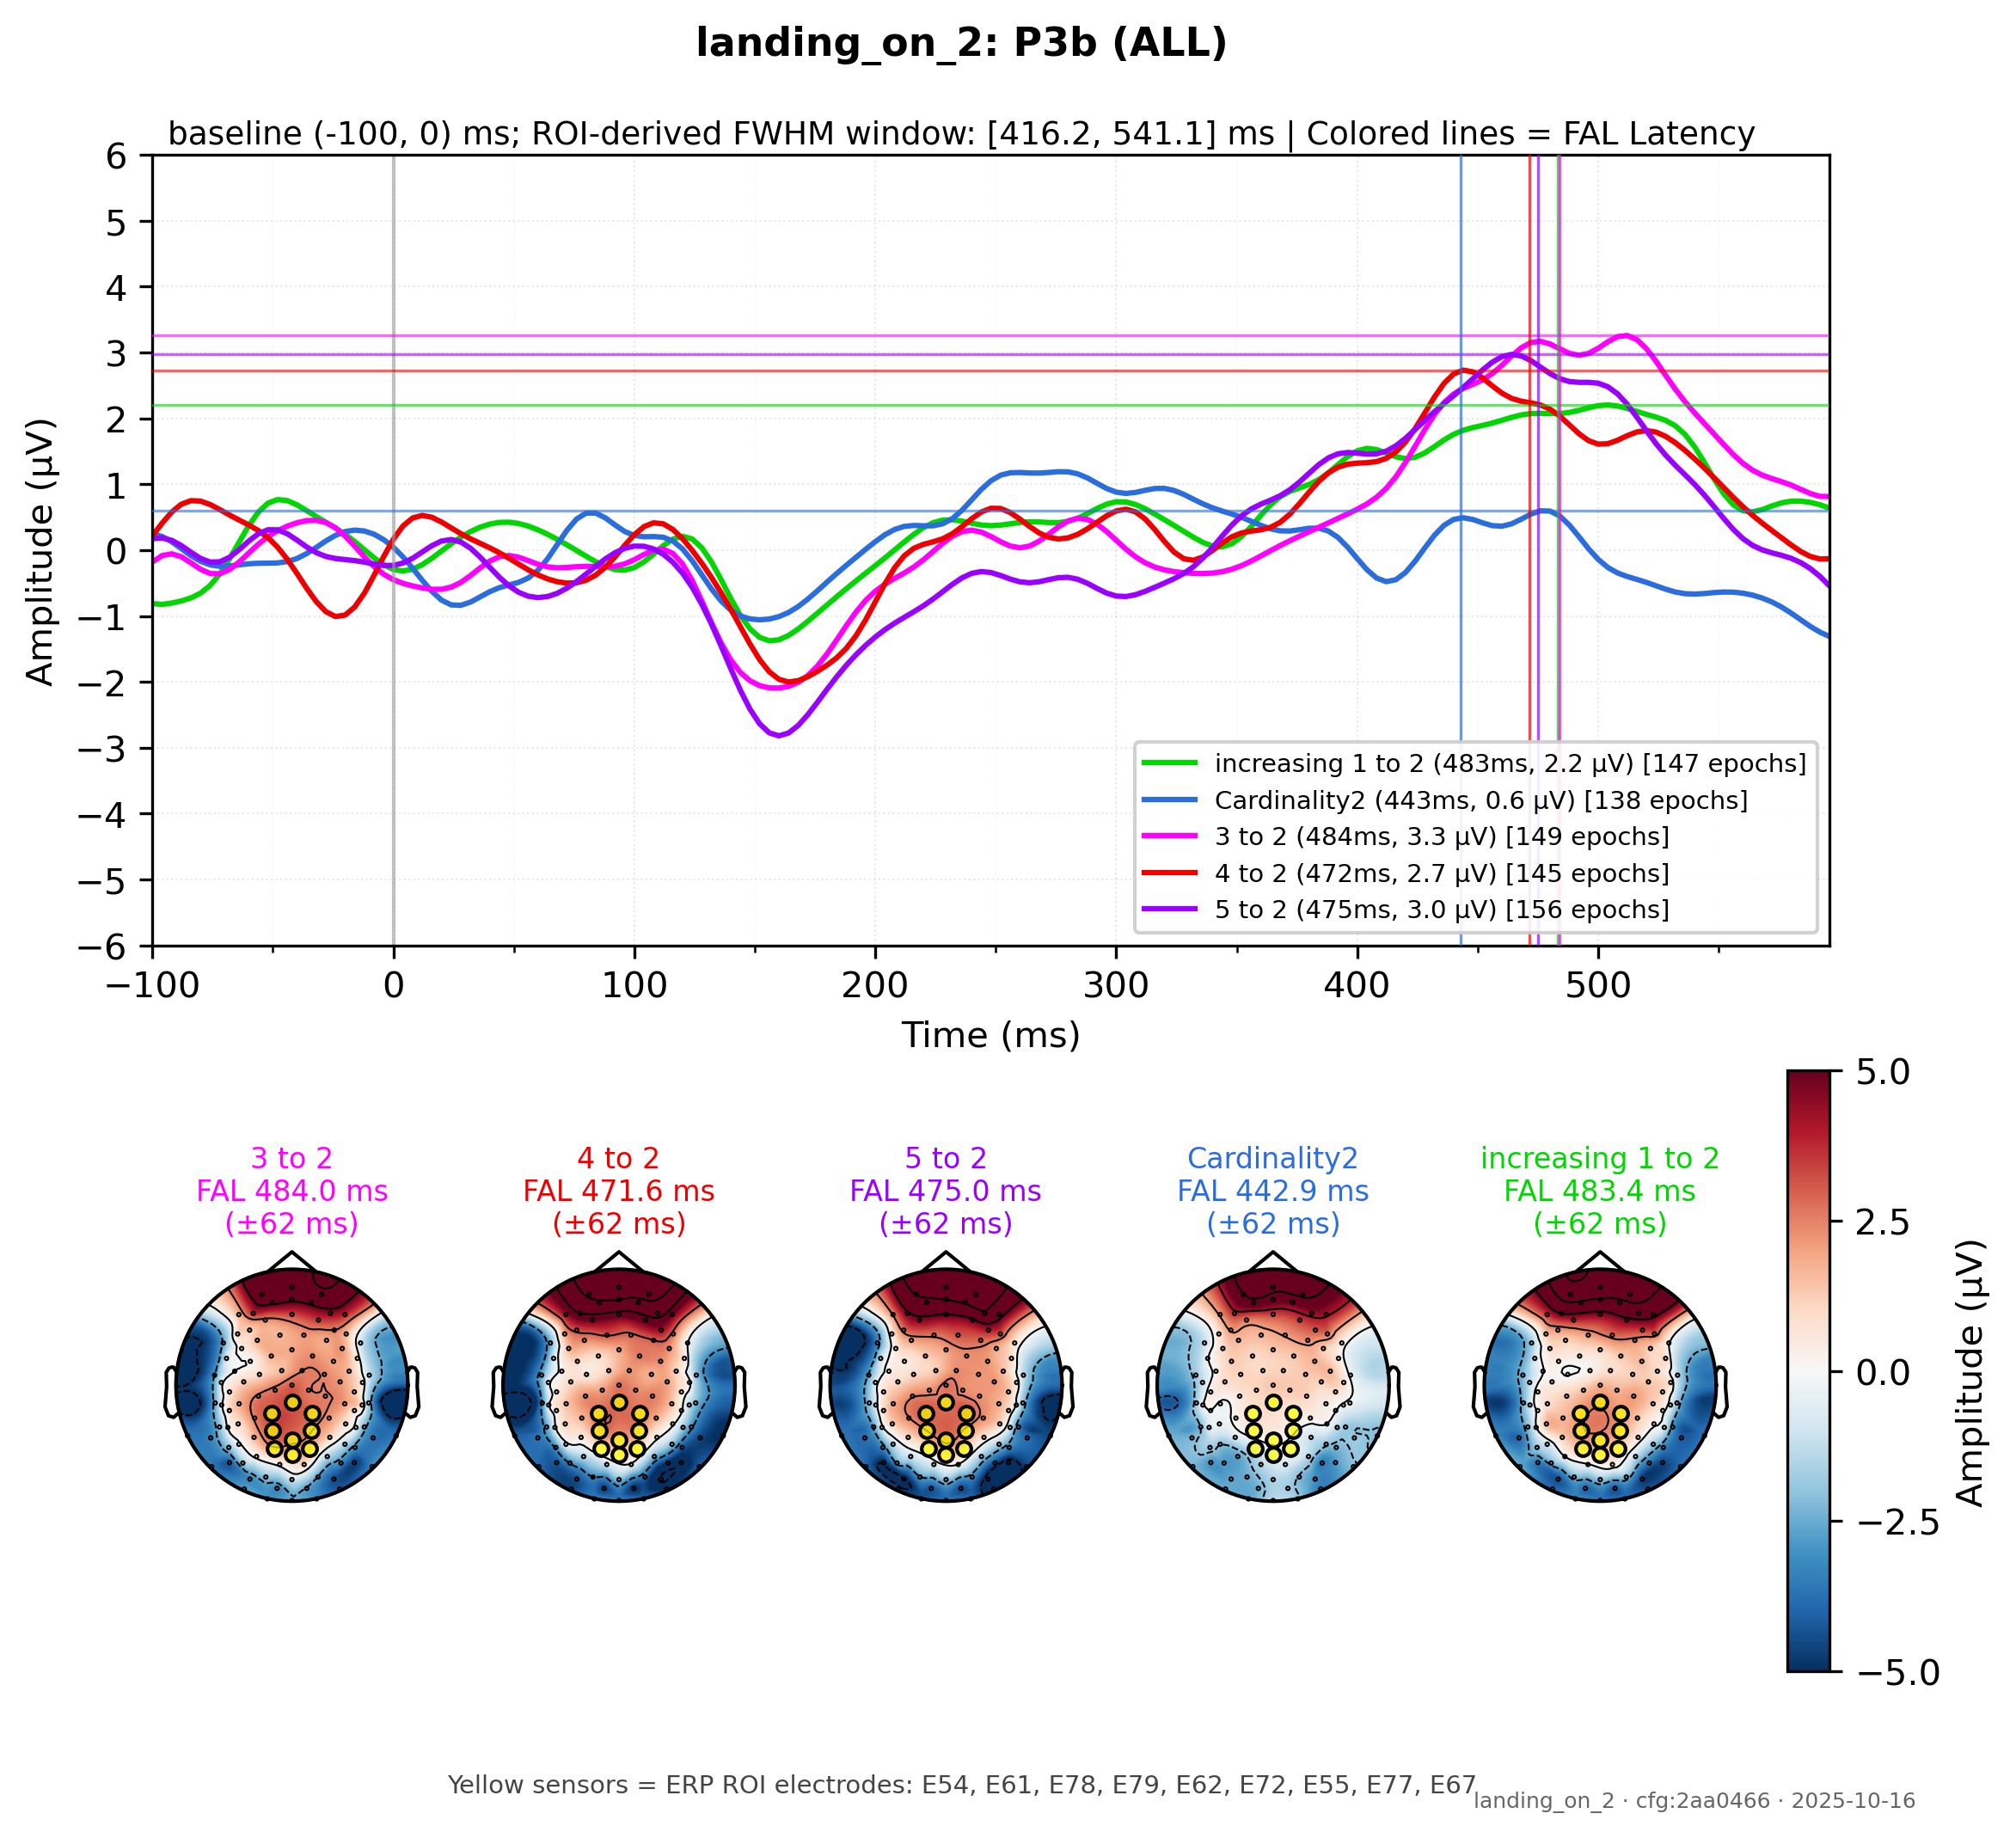 landing_on_2: P3b (ALL)
baseline (-100, 0) ms; ROI-derived FWHM window: [416.2, 541.1] ms | Colored lines = FAL Latency
Amplitude (µV)
6
5
4
3
2
1
0
−1
−2
−3
−4
−5
−6
increasing 1 to 2 (483ms, 2.2 µV) [147 epochs]
Cardinality2 (443ms, 0.6 µV) [138 epochs]
3 to 2 (484ms, 3.3 µV) [149 epochs]
4 to 2 (472ms, 2.7 µV) [145 epochs]
5 to 2 (475ms, 3.0 µV) [156 epochs]
−100 0 100 200 300 400 500
Time (ms)
3 to 2
FAL 484.0 ms
(±62 ms)
4 to 2
FAL 471.6 ms
(±62 ms)
5 to 2
FAL 475.0 ms
(±62 ms)
Cardinality2
FAL 442.9 ms
(±62 ms)
increasing 1 to 2
FAL 483.4 ms
(±62 ms)
5.0
2.5
0.0
−2.5
−5.0
Amplitude (µV)
Yellow sensors = ERP ROI electrodes: E54, E61, E78, E79, E62, E72, E55, E77, E67
landing_on_2 · cfg:2aa0466 · 2025-10-16